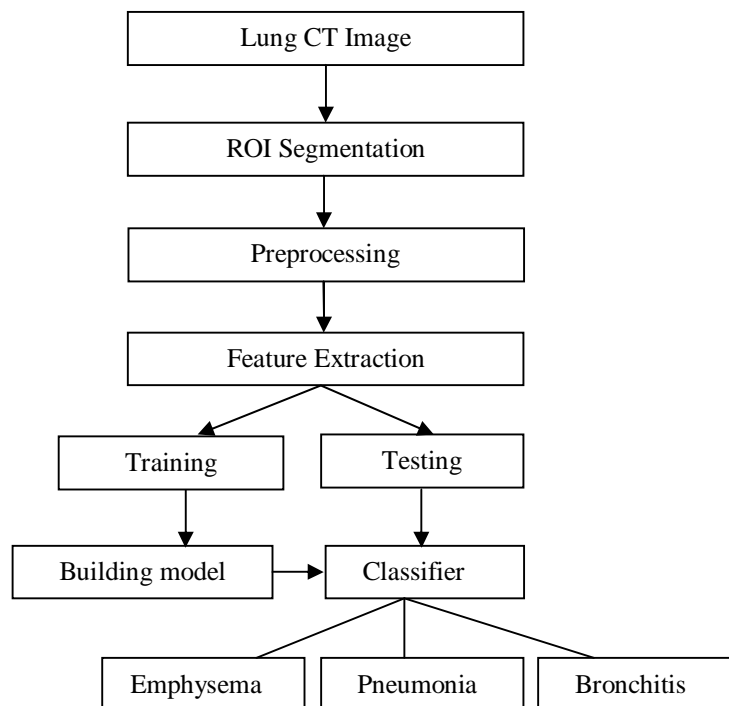 Lung CT Image
ROI Segmentation
Preprocessing
Feature Extraction
Training
Testing
Building model
Classifier
Emphysema
Pneumonia
Bronchitis